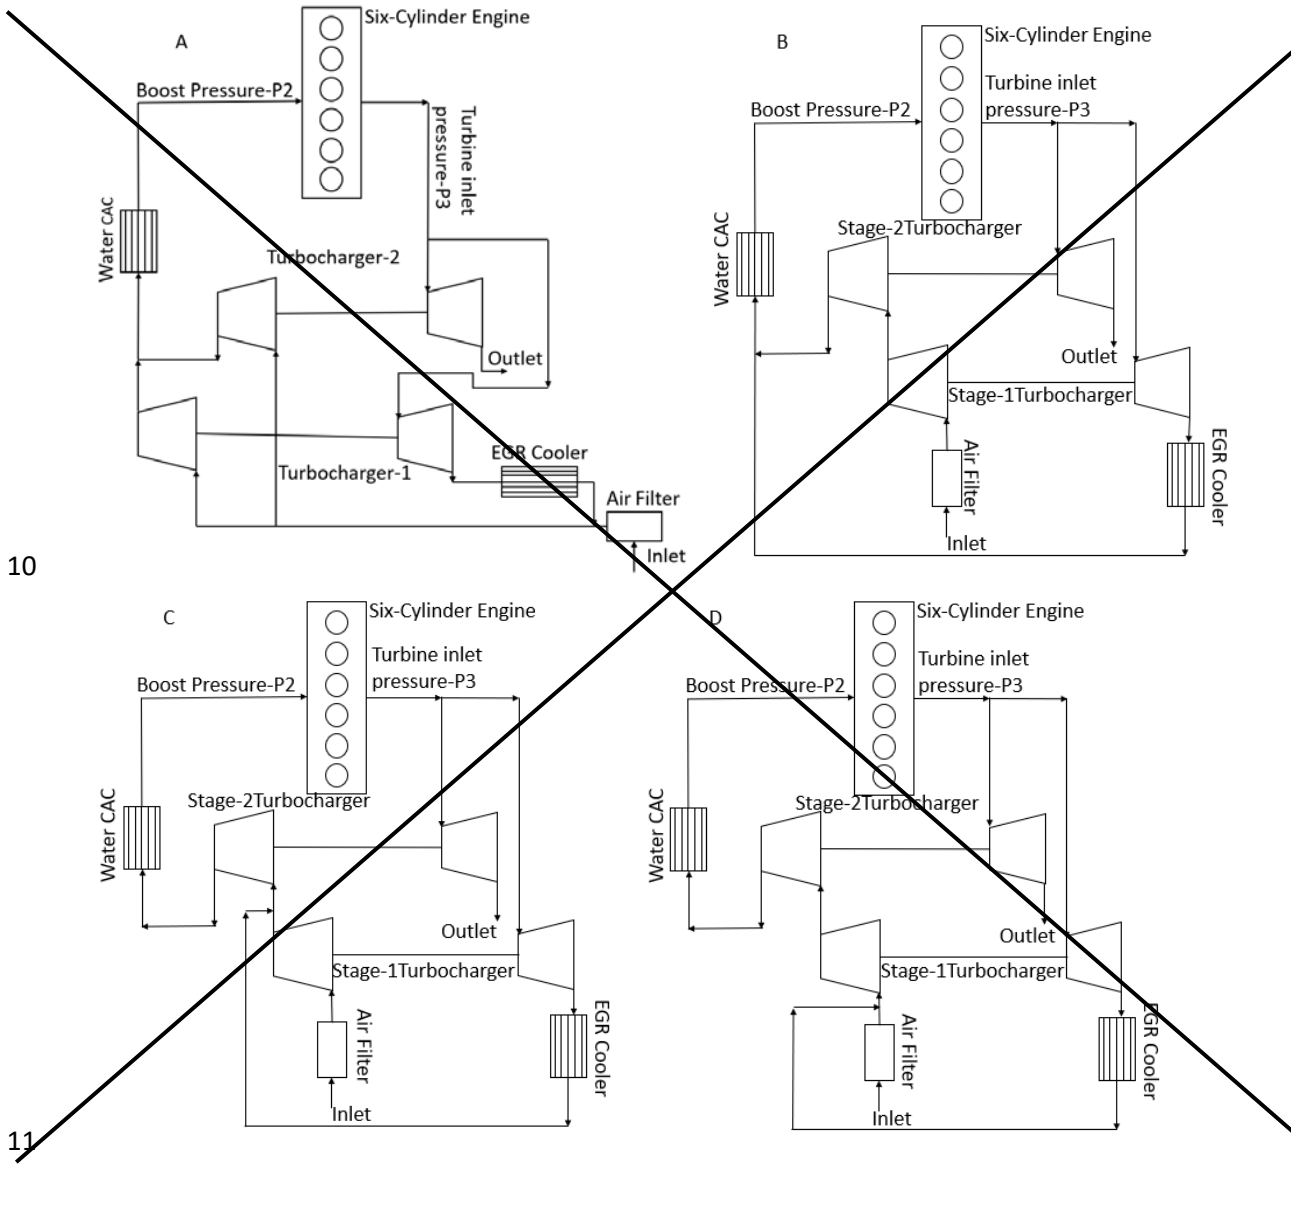 A
Six-Cylinder Engine
Boost Pressure-P2
Turbine inlet
pressure-P3
Water CAC
Turbocharger-2
Outlet
Turbocharger-1
EGR Cooler
Air Filter
Inlet
B
Six-Cylinder Engine
Turbine inlet
pressure-P3
Boost Pressure-P2
Water CAC
Stage-2Turbocharger
Outlet
Stage-1Turbocharger
Air Filter
EGR Cooler
Inlet
10
C
Six-Cylinder Engine
Turbine inlet
pressure-P3
Boost Pressure-P2
Water CAC
Stage-2Turbocharger
Outlet
Stage-1Turbocharger
Air Filter
EGR Cooler
Inlet
D
Six-Cylinder Engine
Turbine inlet
pressure-P3
Boost Pressure-P2
Water CAC
Stage-2Turbocharger
Outlet
Stage-1Turbocharger
Air Filter
EGR Cooler
Inlet
11